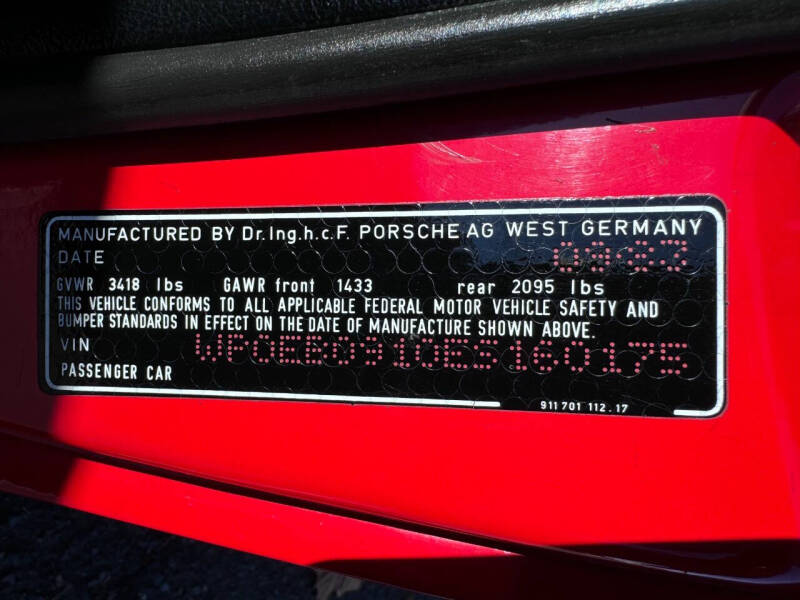 MANUFACTURED BY Dr.Ing.h.c.F. PORSCHE AG WEST GERMANY
DATE 09-83
GVWR 3418 lbs GAWR front 1433 rear 2095 lbs
THIS VEHICLE CONFORMS TO ALL APPLICABLE FEDERAL MOTOR VEHICLE SAFETY AND
BUMPER STANDARDS IN EFFECT ON THE DATE OF MANUFACTURE SHOWN ABOVE.
VIN WP0EB0910ES160175
PASSENGER CAR
911 701 112.17